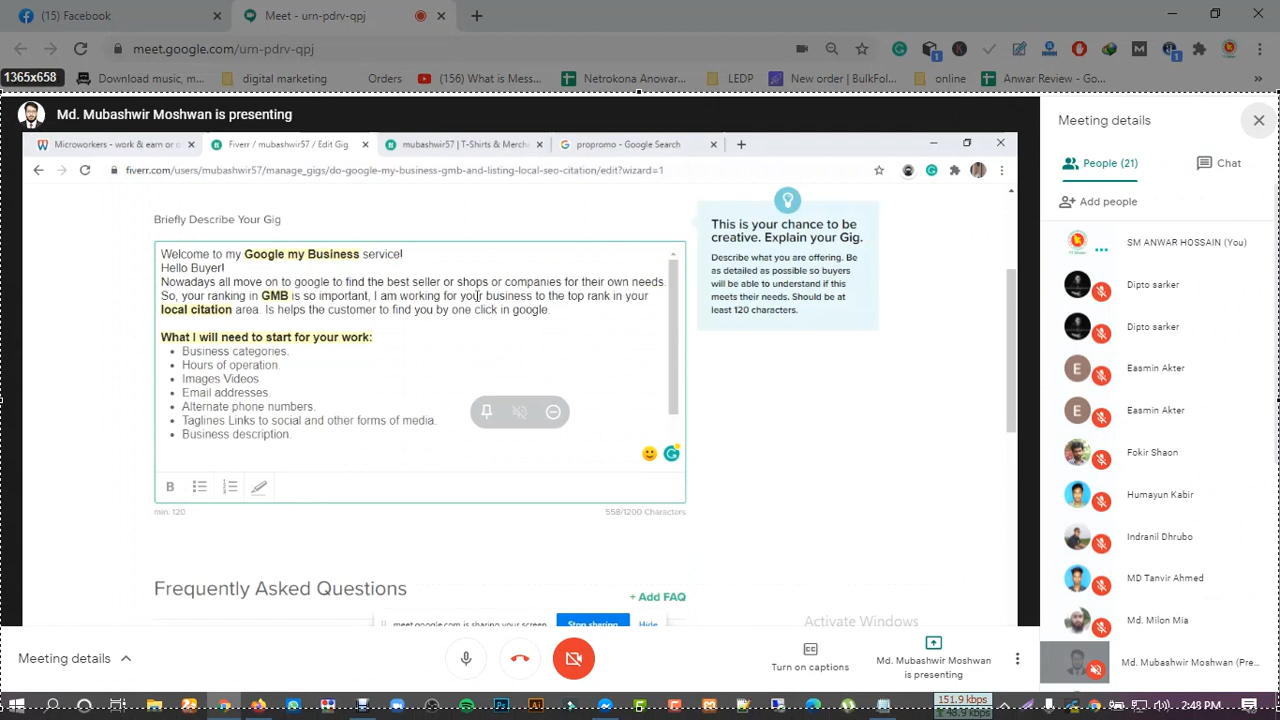 (15) Facebook
Meet - urn-pdrv-qpj
meet.google.com/urn-pdrv-qpj
1365x658
Download music, m...
digital marketing
Orders
(156) What is Mess...
Netrokona Anowar...
LEDP
New order | BulkFol...
online
Anwar Review - Go...
Md. Mubashwir Moshwan is presenting
Microworkers - work & earn or o
Fiverr / mubashwir57 / Edit Gig
mubashwir57 | T-Shirts & Merch
propromo - Google Search
fiverr.com/users/mubashwir57/manage_gigs/do-google-my-business-gmb-and-listing-local-seo-citation/edit?wizard=1
Briefly Describe Your Gig
Welcome to my Google my Business service!
Hello Buyer!
Nowadays all move on to google to find the best seller or shops or companies for their own needs.
So, your ranking in GMB is so important, I am working for your business to the top rank in your
local citation area. Is helps the customer to find you by one click in google.
What I will need to start for your work:
Business categories.
Hours of operation.
Images Videos.
Email addresses.
Alternate phone numbers.
Taglines Links to social and other forms of media.
Business description.
B
min. 120
558/1200 Characters
This is your chance to be
creative. Explain your Gig.
Describe what you are offering. Be
as detailed as possible so buyers
will be able to understand if this
meets their needs. Should be at
least 120 characters.
Frequently Asked Questions
+ Add FAQ
meet.google.com is sharing your screen.
Stop sharing
Hide
Activate Windows
Meeting details
Turn on captions
Md. Mubashwir Moshwan
is presenting
Meeting details
People (21)
Chat
Add people
SM ANWAR HOSSAIN (You)
Dipto sarker
Dipto sarker
E
Easmin Akter
E
Easmin Akter
Fokir Shaon
Humayun Kabir
Indranil Dhrubo
MD Tanvir Ahmed
Md. Milon Mia
Md. Mubashwir Moshwan (Pre...
151.9 kbps
2:48 PM